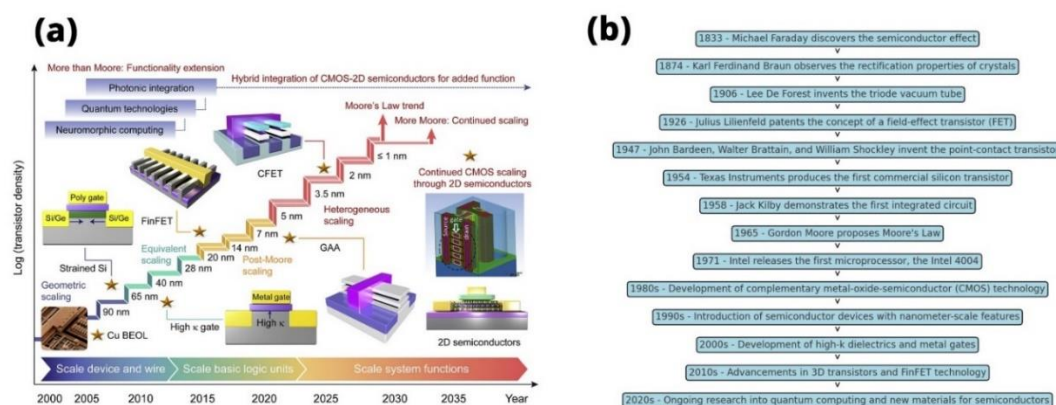 (a)
More than Moore: Functionality extension
Hybrid integration of CMOS-2D semiconductors for added function
Photonic integration
Quantum technologies
Neuromorphic computing
Moore's Law trend
More Moore: Continued scaling
≤ 1 nm
2 nm
3.5 nm
5 nm
7 nm
14 nm
20 nm
28 nm
40 nm
65 nm
90 nm
CFET
Continued CMOS scaling
through 2D semiconductors
Heterogeneous
scaling
Poly gate
Si/Ge
Si/Ge
FinFET
Equivalent
scaling
Post-Moore
scaling
GAA
Source
Strained Si
Geometric
scaling
Metal gate
High κ
High κ gate
Cu BEOL
2D semiconductors
Log (transistor density)
Scale device and wire
Scale basic logic units
Scale system functions
2000 2005 2010 2015 2020 2025 2030 2035 Year
(b)
1833 - Michael Faraday discovers the semiconductor effect
1874 - Karl Ferdinand Braun observes the rectification properties of crystals
1906 - Lee De Forest invents the triode vacuum tube
1926 - Julius Lilienfeld patents the concept of a field-effect transistor (FET)
1947 - John Bardeen, Walter Brattain, and William Shockley invent the point-contact transistor
1954 - Texas Instruments produces the first commercial silicon transistor
1958 - Jack Kilby demonstrates the first integrated circuit
1965 - Gordon Moore proposes Moore's Law
1971 - Intel releases the first microprocessor, the Intel 4004
1980s - Development of complementary metal-oxide-semiconductor (CMOS) technology
1990s - Introduction of semiconductor devices with nanometer-scale features
2000s - Development of high-k dielectrics and metal gates
2010s - Advancements in 3D transistors and FinFET technology
2020s - Ongoing research into quantum computing and new materials for semiconductors